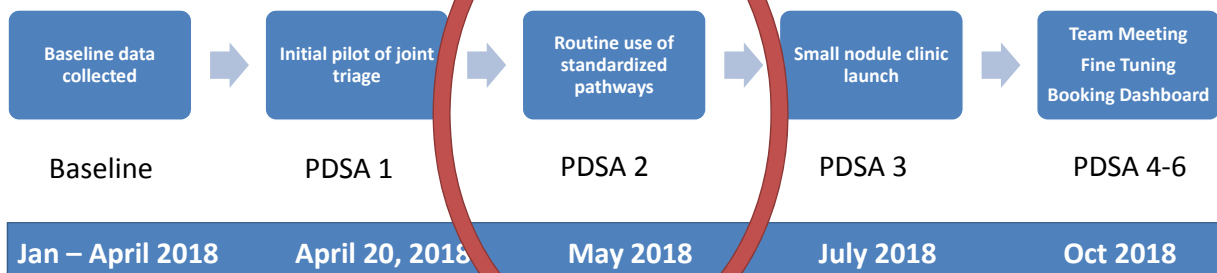 Baseline data
collected
Initial pilot of joint
triage
Routine use of
standardized
pathways
Small nodule clinic
launch
Team Meeting
Fine Tuning
Booking Dashboard
Baseline
PDSA 1
PDSA 2
PDSA 3
PDSA 4-6
Jan – April 2018
April 20, 2018
May 2018
July 2018
Oct 2018